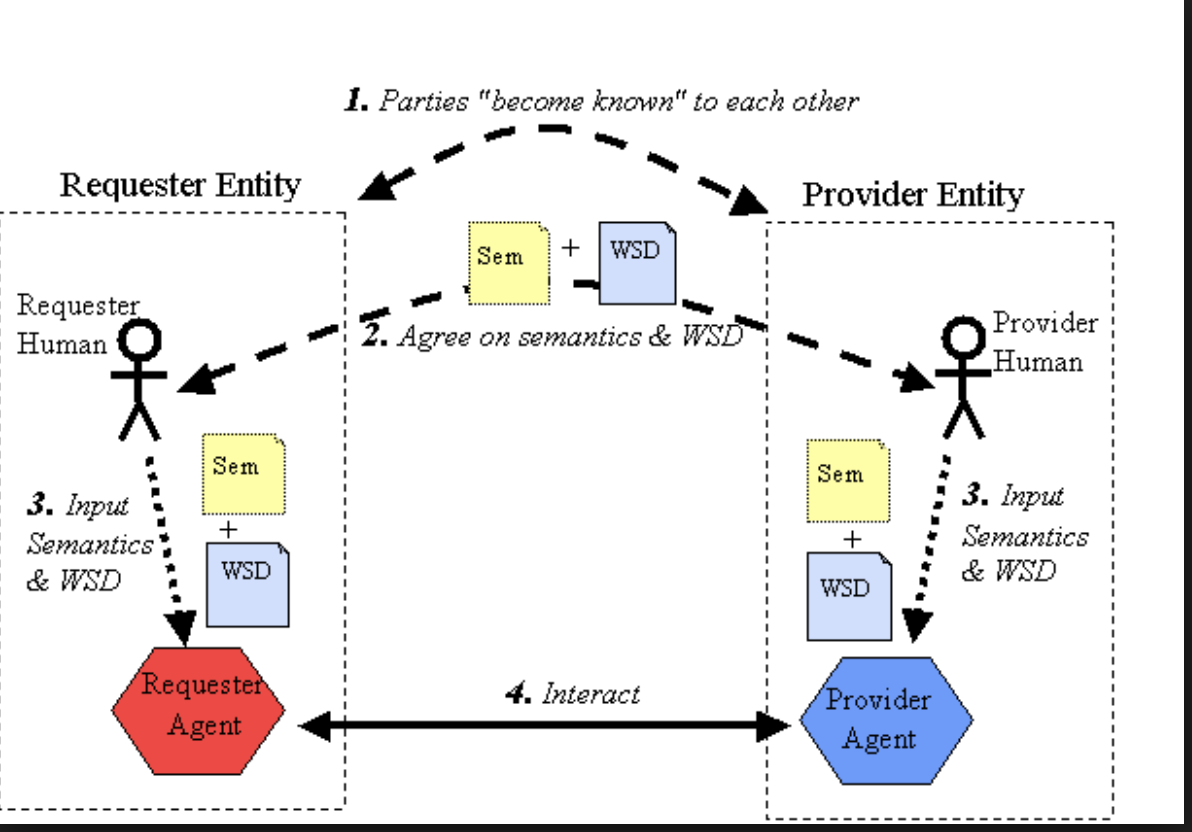 1. Parties "become known" to each other
Requester Entity
Provider Entity
Sem
+
WSD
Requester
Human
2. Agree on semantics & WSD
Provider
Human
Sem
+
WSD
3. Input
Semantics
& WSD
Sem
+
WSD
3. Input
Semantics
& WSD
Requester
Agent
4. Interact
Provider
Agent